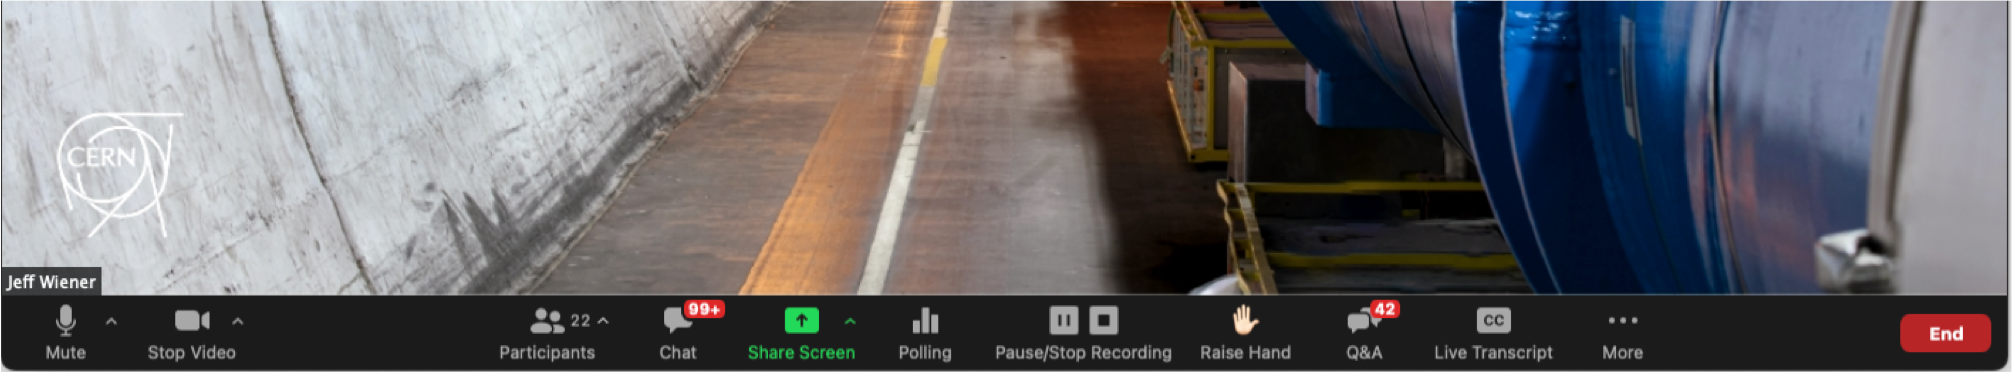 CERN
Jeff Wiener
22
99+
42
CC
Mute
Stop Video
Participants
Chat
Share Screen
Polling
Pause/Stop Recording
Raise Hand
Q&A
Live Transcript
More
End